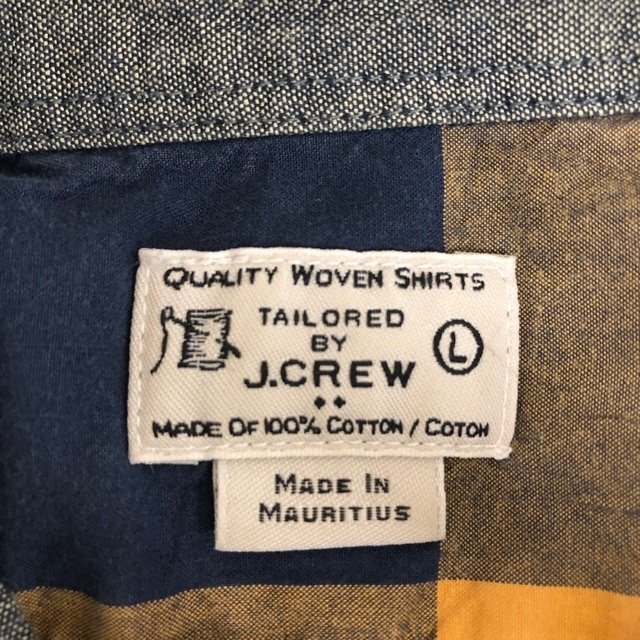 QUALITY WOVEN SHIRTS
TAILORED
BY
J.CREW
L
MADE OF 100% COTTON / COTON
MADE IN
MAURITIUS